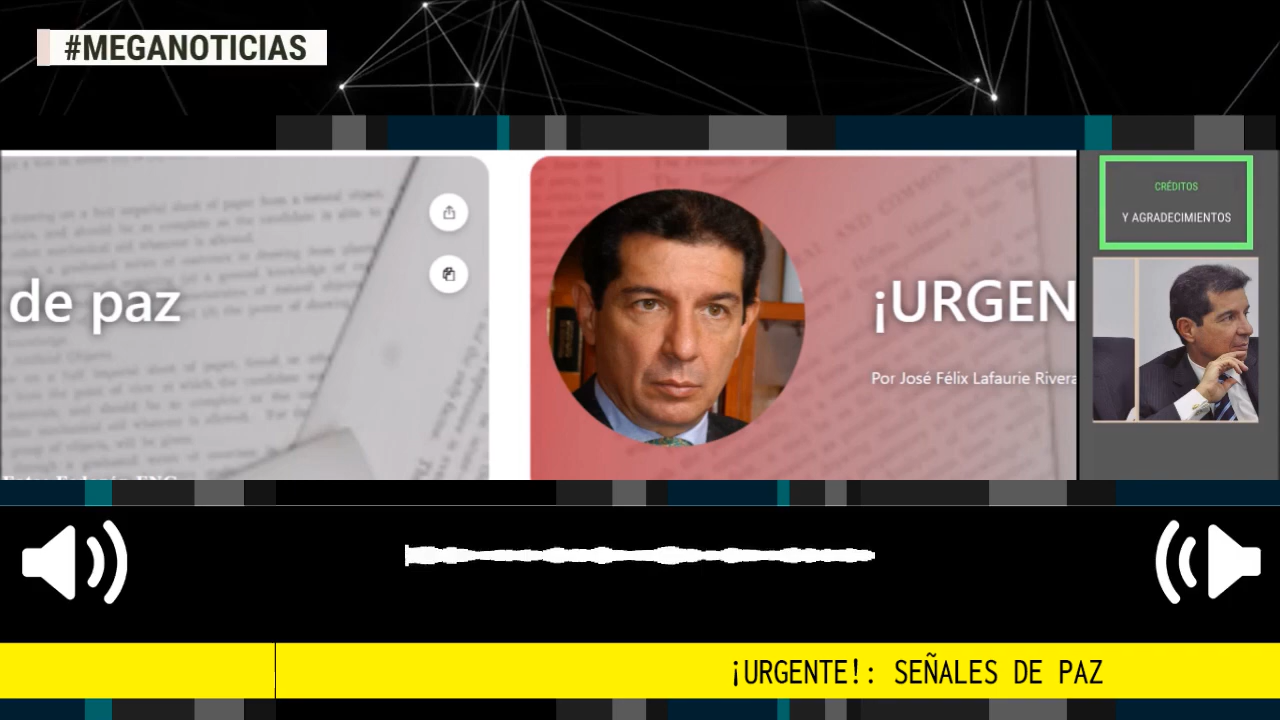 #MEGANOTICIAS
de paz
¡URGEN
Por José Félix Lafaurie Rivera
CRÉDITOS
Y AGRADECIMIENTOS
¡URGENTE!: SEÑALES DE PAZ